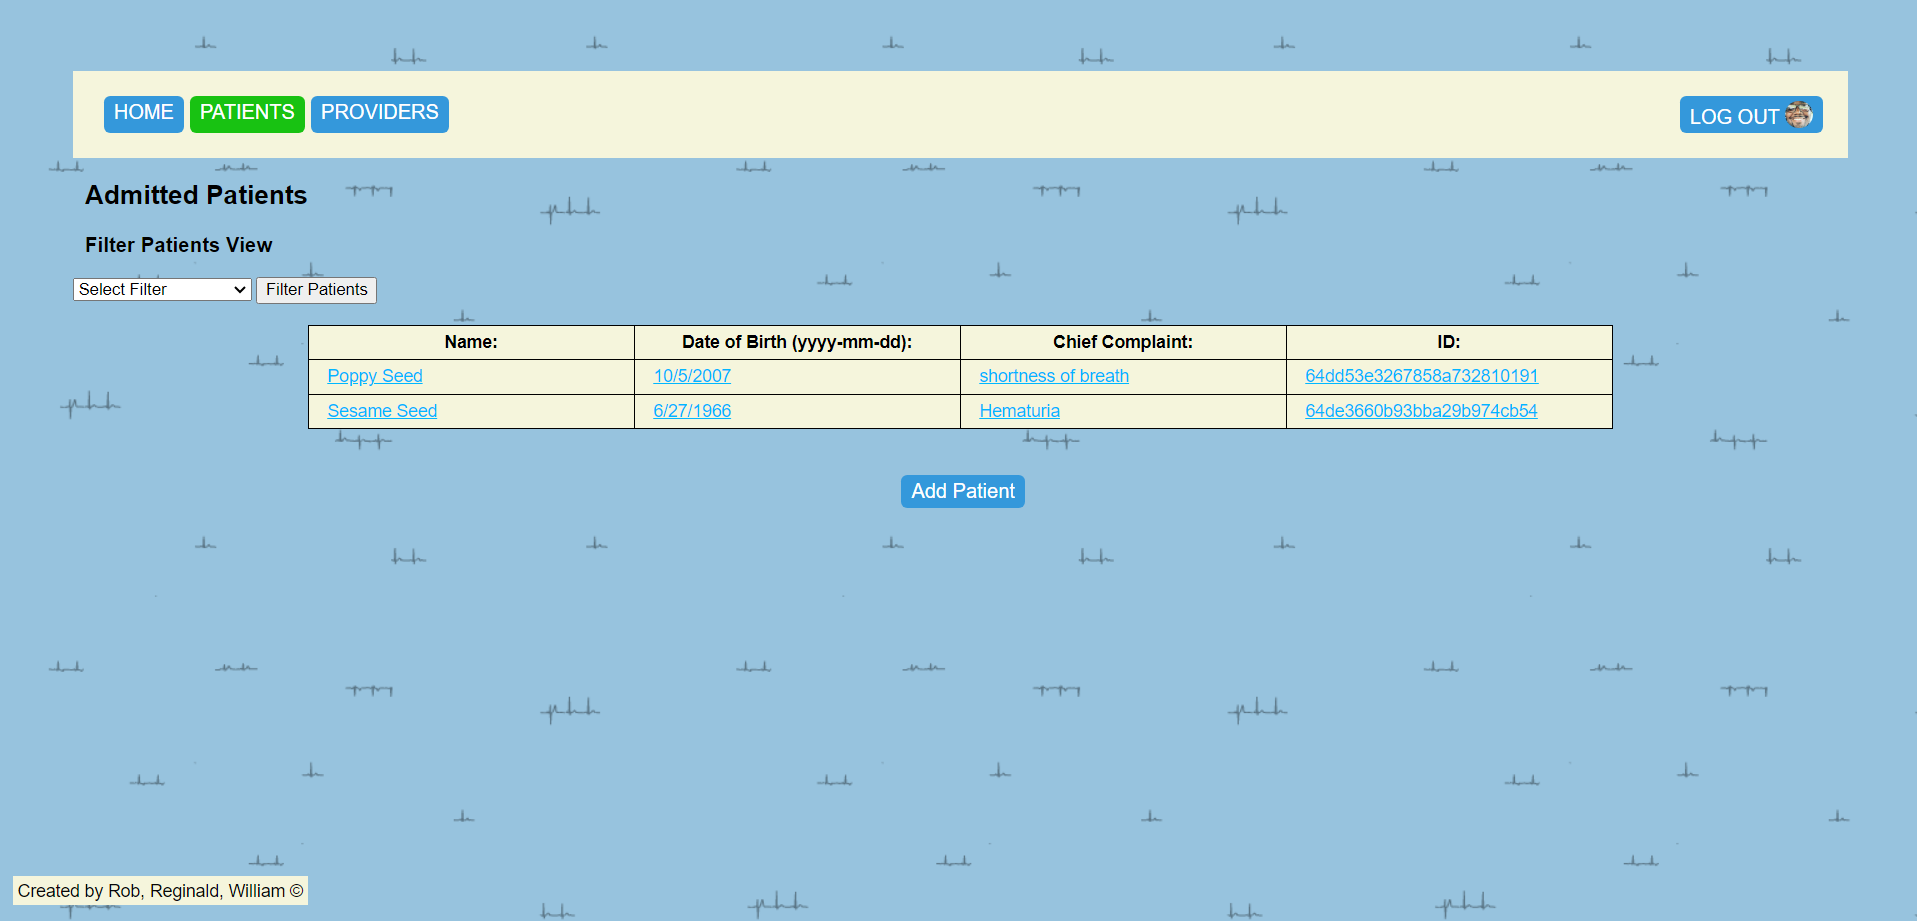 HOME PATIENTS PROVIDERS LOG OUT
Admitted Patients
Filter Patients View
Select Filter Filter Patients
Name: Date of Birth (yyyy-mm-dd): Chief Complaint: ID:
Poppy Seed 10/5/2007 shortness of breath 64dd53e3267858a732810191
Sesame Seed 6/27/1966 Hematuria 64de3660b93bba29b974cb54
Add Patient
Created by Rob, Reginald, William ©